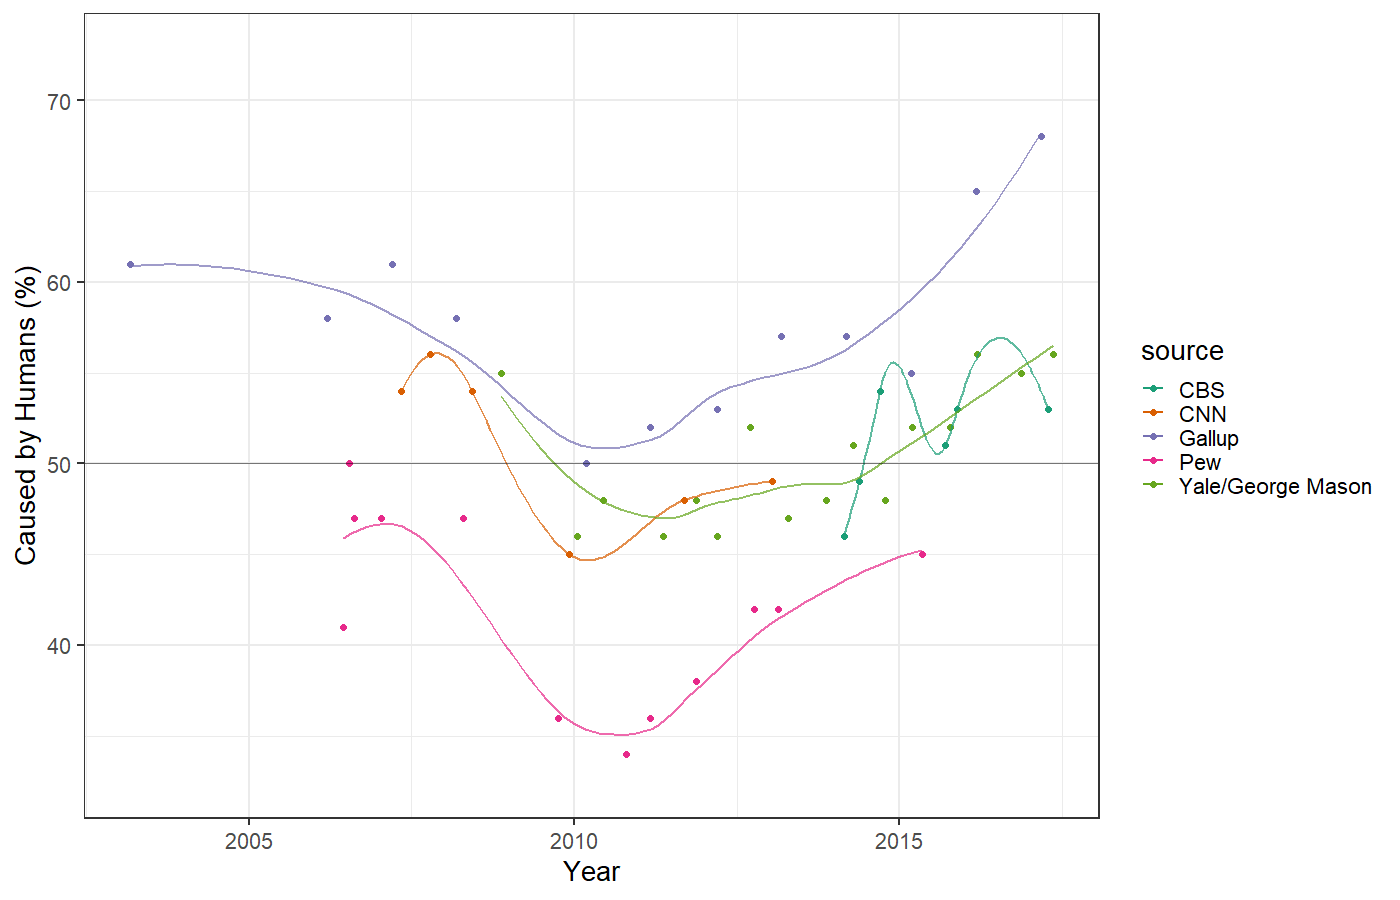 70
60
50
40
Caused by Humans (%)
2005
2010
2015
Year
source
CBS
CNN
Gallup
Pew
Yale/George Mason